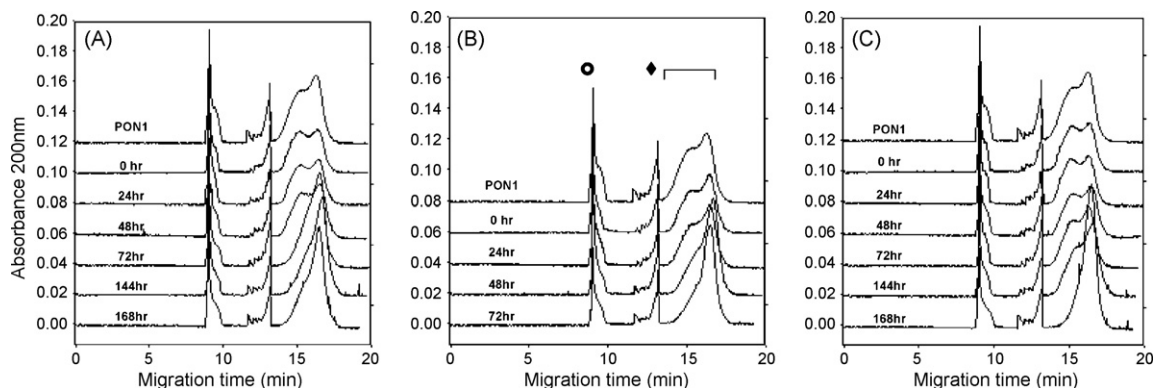 (A)
0.20
0.18
0.16
0.14
0.12
0.10
0.08
0.06
0.04
0.02
0.00
PON1
0 hr
24hr
48hr
72hr
144hr
168hr
0 5 10 15 20
Migration time (min)
Absorbance 200nm
(B)
0.20
0.18
0.16
0.14
0.12
0.10
0.08
0.06
0.04
0.02
0.00
PON1
0 hr
24hr
48hr
72hr
0 5 10 15 20
Migration time (min)
(C)
0.20
0.18
0.16
0.14
0.12
0.10
0.08
0.06
0.04
0.02
0.00
PON1
0 hr
24hr
48hr
72hr
144hr
168hr
0 5 10 15 20
Migration time (min)